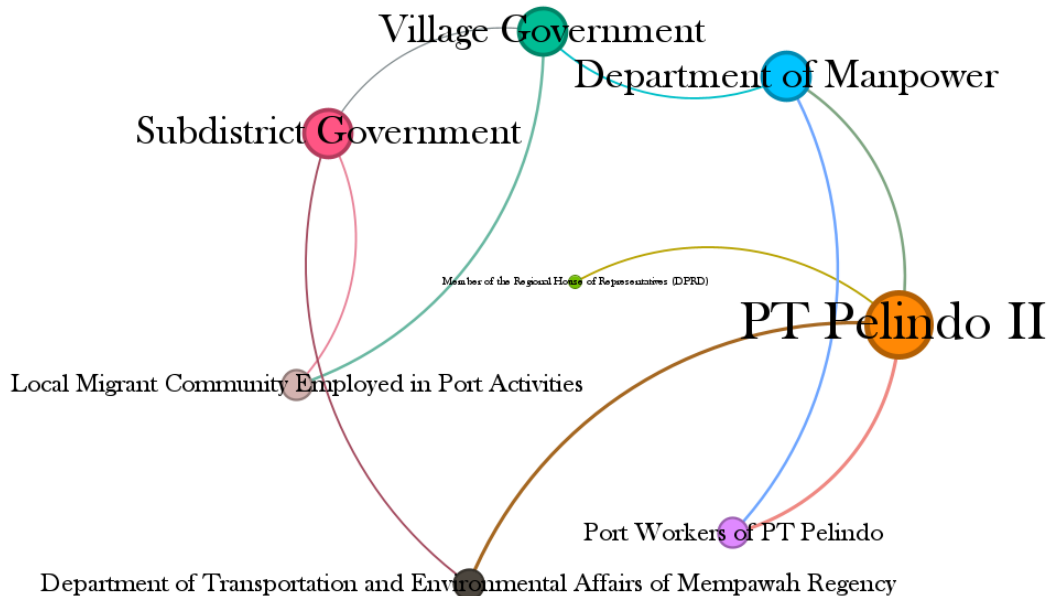 Village Government
Department of Manpower
Subdistrict Government
Member of the Regional House of Representatives (DPRD)
PT Pelindo II
Local Migrant Community Employed in Port Activities
Port Workers of PT Pelindo
Department of Transportation and Environmental Affairs of Mempawah Regency